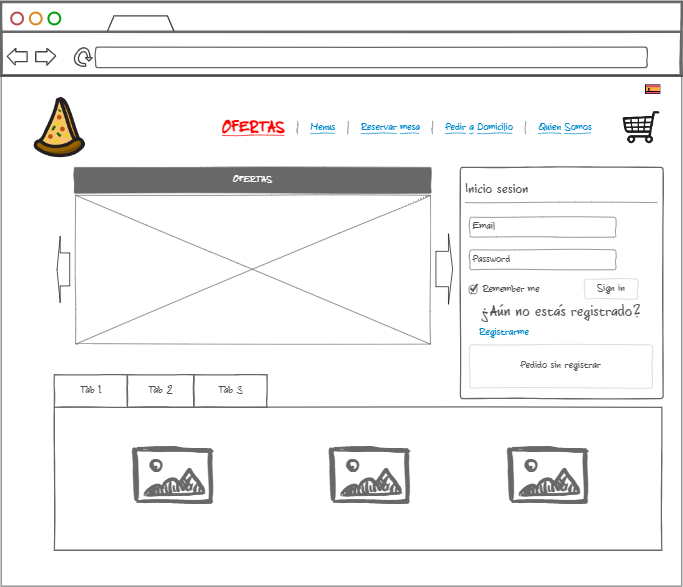 OFERTAS | Menus | Reservar mesa | Pedir a Domicilio | Quien Somos
OFERTAS
Inicio sesion
Email
Password
Remember me Sign in
¿Aún no estás registrado?
Registrarme
Pedido sin registrar
Tab 1 Tab 2 Tab 3